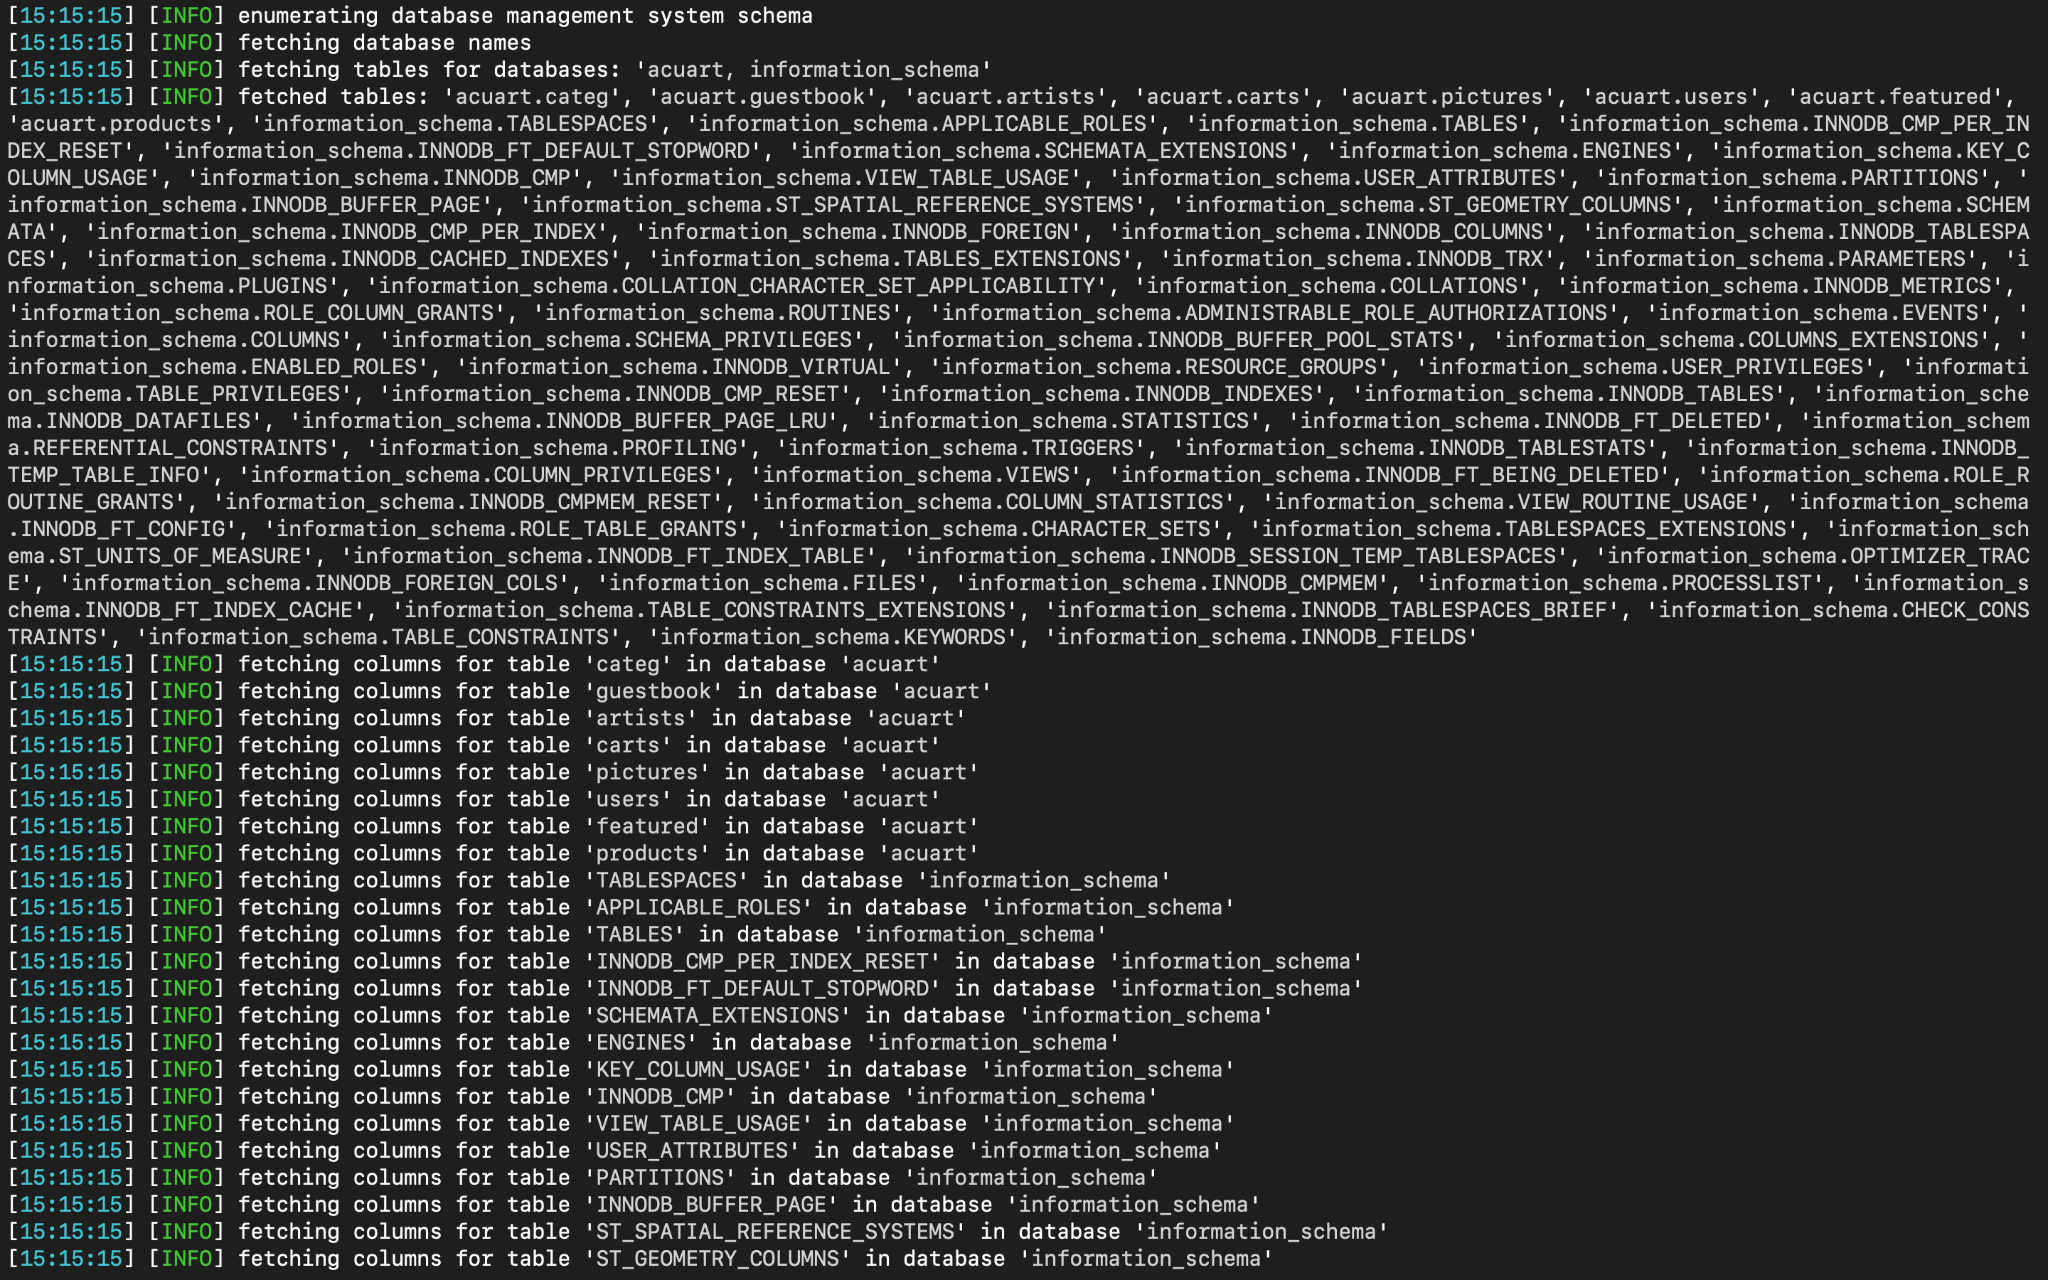 [15:15:15] [INFO] enumerating database management system schema
[15:15:15] [INFO] fetching database names
[15:15:15] [INFO] fetching tables for databases: 'acuart, information_schema'
[15:15:15] [INFO] fetched tables: 'acuart.categ', 'acuart.guestbook', 'acuart.artists', 'acuart.carts', 'acuart.pictures', 'acuart.users', 'acuart.featured',
'acuart.products', 'information_schema.TABLESPACES', 'information_schema.APPLICABLE_ROLES', 'information_schema.TABLES', 'information_schema.INNODB_CMP_PER_IN
DEX_RESET', 'information_schema.INNODB_FT_DEFAULT_STOPWORD', 'information_schema.SCHEMATA_EXTENSIONS', 'information_schema.ENGINES', 'information_schema.KEY_C
OLUMN_USAGE', 'information_schema.INNODB_CMP', 'information_schema.VIEW_TABLE_USAGE', 'information_schema.USER_ATTRIBUTES', 'information_schema.PARTITIONS', '
information_schema.INNODB_BUFFER_PAGE', 'information_schema.ST_SPATIAL_REFERENCE_SYSTEMS', 'information_schema.ST_GEOMETRY_COLUMNS', 'information_schema.SCHEM
ATA', 'information_schema.INNODB_CMP_PER_INDEX', 'information_schema.INNODB_FOREIGN', 'information_schema.INNODB_COLUMNS', 'information_schema.INNODB_TABLESPA
CES', 'information_schema.INNODB_CACHED_INDEXES', 'information_schema.TABLES_EXTENSIONS', 'information_schema.INNODB_TRX', 'information_schema.PARAMETERS', 'i
nformation_schema.PLUGINS', 'information_schema.COLLATION_CHARACTER_SET_APPLICABILITY', 'information_schema.COLLATIONS', 'information_schema.INNODB_METRICS',
'information_schema.ROLE_COLUMN_GRANTS', 'information_schema.ROUTINES', 'information_schema.ADMINISTRABLE_ROLE_AUTHORIZATIONS', 'information_schema.EVENTS', '
information_schema.COLUMNS', 'information_schema.SCHEMA_PRIVILEGES', 'information_schema.INNODB_BUFFER_POOL_STATS', 'information_schema.COLUMNS_EXTENSIONS', '
information_schema.ENABLED_ROLES', 'information_schema.INNODB_VIRTUAL', 'information_schema.RESOURCE_GROUPS', 'information_schema.USER_PRIVILEGES', 'informati
on_schema.TABLE_PRIVILEGES', 'information_schema.INNODB_CMP_RESET', 'information_schema.INNODB_INDEXES', 'information_schema.INNODB_TABLES', 'information_sche
ma.INNODB_DATAFILES', 'information_schema.INNODB_BUFFER_PAGE_LRU', 'information_schema.STATISTICS', 'information_schema.INNODB_FT_DELETED', 'information_schem
a.REFERENTIAL_CONSTRAINTS', 'information_schema.PROFILING', 'information_schema.TRIGGERS', 'information_schema.INNODB_TABLESTATS', 'information_schema.INNODB_
TEMP_TABLE_INFO', 'information_schema.COLUMN_PRIVILEGES', 'information_schema.VIEWS', 'information_schema.INNODB_FT_BEING_DELETED', 'information_schema.ROLE_R
OUTINE_GRANTS', 'information_schema.INNODB_CMPMEM_RESET', 'information_schema.COLUMN_STATISTICS', 'information_schema.VIEW_ROUTINE_USAGE', 'information_schema
.INNODB_FT_CONFIG', 'information_schema.ROLE_TABLE_GRANTS', 'information_schema.CHARACTER_SETS', 'information_schema.TABLESPACES_EXTENSIONS', 'information_sch
ema.ST_UNITS_OF_MEASURE', 'information_schema.INNODB_FT_INDEX_TABLE', 'information_schema.INNODB_SESSION_TEMP_TABLESPACES', 'information_schema.OPTIMIZER_TRAC
E', 'information_schema.INNODB_FOREIGN_COLS', 'information_schema.FILES', 'information_schema.INNODB_CMPMEM', 'information_schema.PROCESSLIST', 'information_s
chema.INNODB_FT_INDEX_CACHE', 'information_schema.TABLE_CONSTRAINTS_EXTENSIONS', 'information_schema.INNODB_TABLESPACES_BRIEF', 'information_schema.CHECK_CONS
TRAINTS', 'information_schema.TABLE_CONSTRAINTS', 'information_schema.KEYWORDS', 'information_schema.INNODB_FIELDS'
[15:15:15] [INFO] fetching columns for table 'categ' in database 'acuart'
[15:15:15] [INFO] fetching columns for table 'guestbook' in database 'acuart'
[15:15:15] [INFO] fetching columns for table 'artists' in database 'acuart'
[15:15:15] [INFO] fetching columns for table 'carts' in database 'acuart'
[15:15:15] [INFO] fetching columns for table 'pictures' in database 'acuart'
[15:15:15] [INFO] fetching columns for table 'users' in database 'acuart'
[15:15:15] [INFO] fetching columns for table 'featured' in database 'acuart'
[15:15:15] [INFO] fetching columns for table 'products' in database 'acuart'
[15:15:15] [INFO] fetching columns for table 'TABLESPACES' in database 'information_schema'
[15:15:15] [INFO] fetching columns for table 'APPLICABLE_ROLES' in database 'information_schema'
[15:15:15] [INFO] fetching columns for table 'TABLES' in database 'information_schema'
[15:15:15] [INFO] fetching columns for table 'INNODB_CMP_PER_INDEX_RESET' in database 'information_schema'
[15:15:15] [INFO] fetching columns for table 'INNODB_FT_DEFAULT_STOPWORD' in database 'information_schema'
[15:15:15] [INFO] fetching columns for table 'SCHEMATA_EXTENSIONS' in database 'information_schema'
[15:15:15] [INFO] fetching columns for table 'ENGINES' in database 'information_schema'
[15:15:15] [INFO] fetching columns for table 'KEY_COLUMN_USAGE' in database 'information_schema'
[15:15:15] [INFO] fetching columns for table 'INNODB_CMP' in database 'information_schema'
[15:15:15] [INFO] fetching columns for table 'VIEW_TABLE_USAGE' in database 'information_schema'
[15:15:15] [INFO] fetching columns for table 'USER_ATTRIBUTES' in database 'information_schema'
[15:15:15] [INFO] fetching columns for table 'PARTITIONS' in database 'information_schema'
[15:15:15] [INFO] fetching columns for table 'INNODB_BUFFER_PAGE' in database 'information_schema'
[15:15:15] [INFO] fetching columns for table 'ST_SPATIAL_REFERENCE_SYSTEMS' in database 'information_schema'
[15:15:15] [INFO] fetching columns for table 'ST_GEOMETRY_COLUMNS' in database 'information_schema'